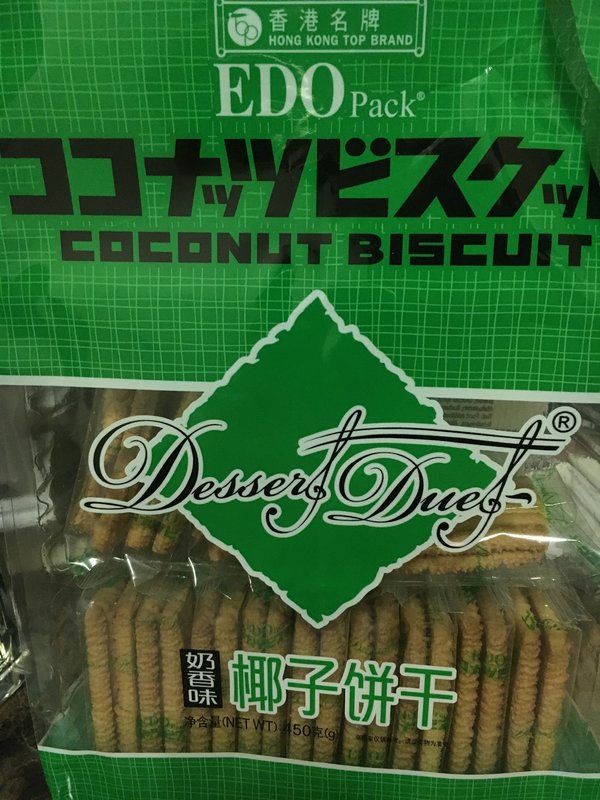 香港名牌
HONG KONG TOP BRAND
EDO Pack®
ココナッツビスケッ
COCONUT BISCUIT
Dessert Duet®
奶香味
椰子饼干
净含量(NET WT):450克(g)